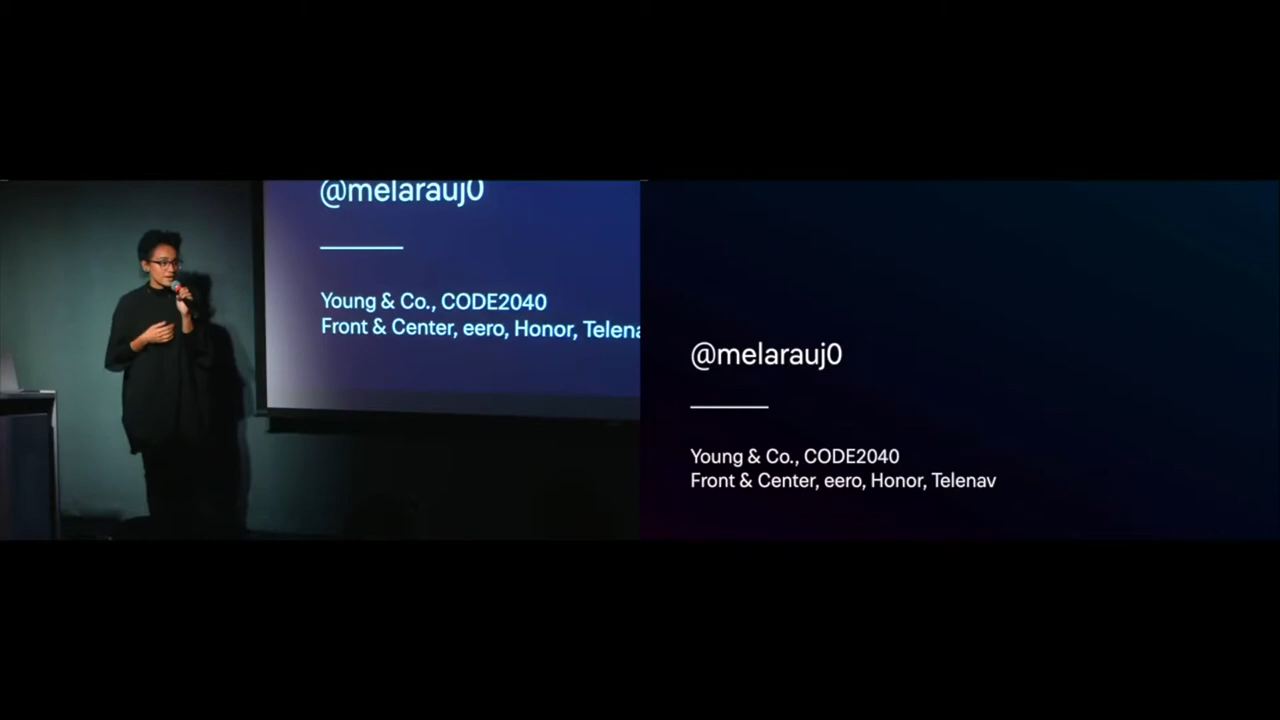 @melarauj0
Young & Co., CODE2040
Front & Center, eero, Honor, Telena
@melarauj0
Young & Co., CODE2040
Front & Center, eero, Honor, Telenav